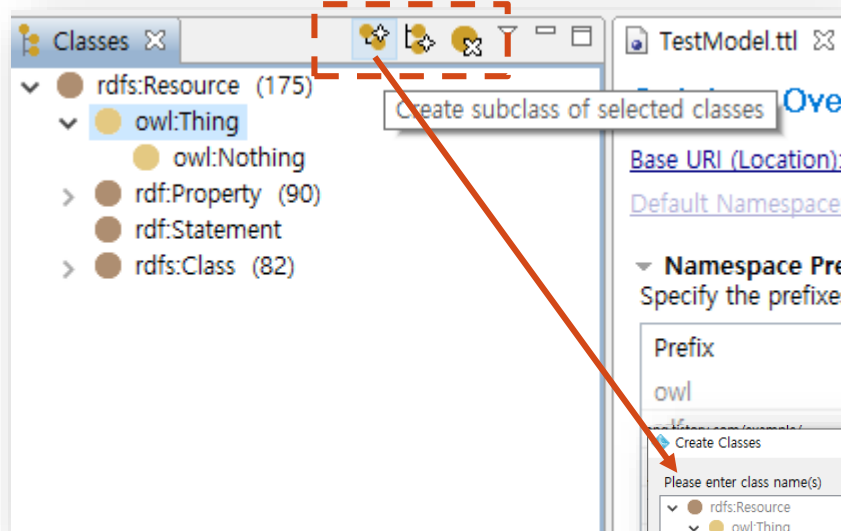 Classes
TestModel.ttl
rdfs:Resource (175)
Create subclass of selected classes
Ove
owl:Thing
owl:Nothing
Base URI (Location):
rdf:Property (90)
Default Namespace
rdf:Statement
rdfs:Class (82)
Namespace Pre
Specify the prefixes
Prefix
owl
Create Classes
Please enter class name(s)
rdfs:Resource
owl:Thing